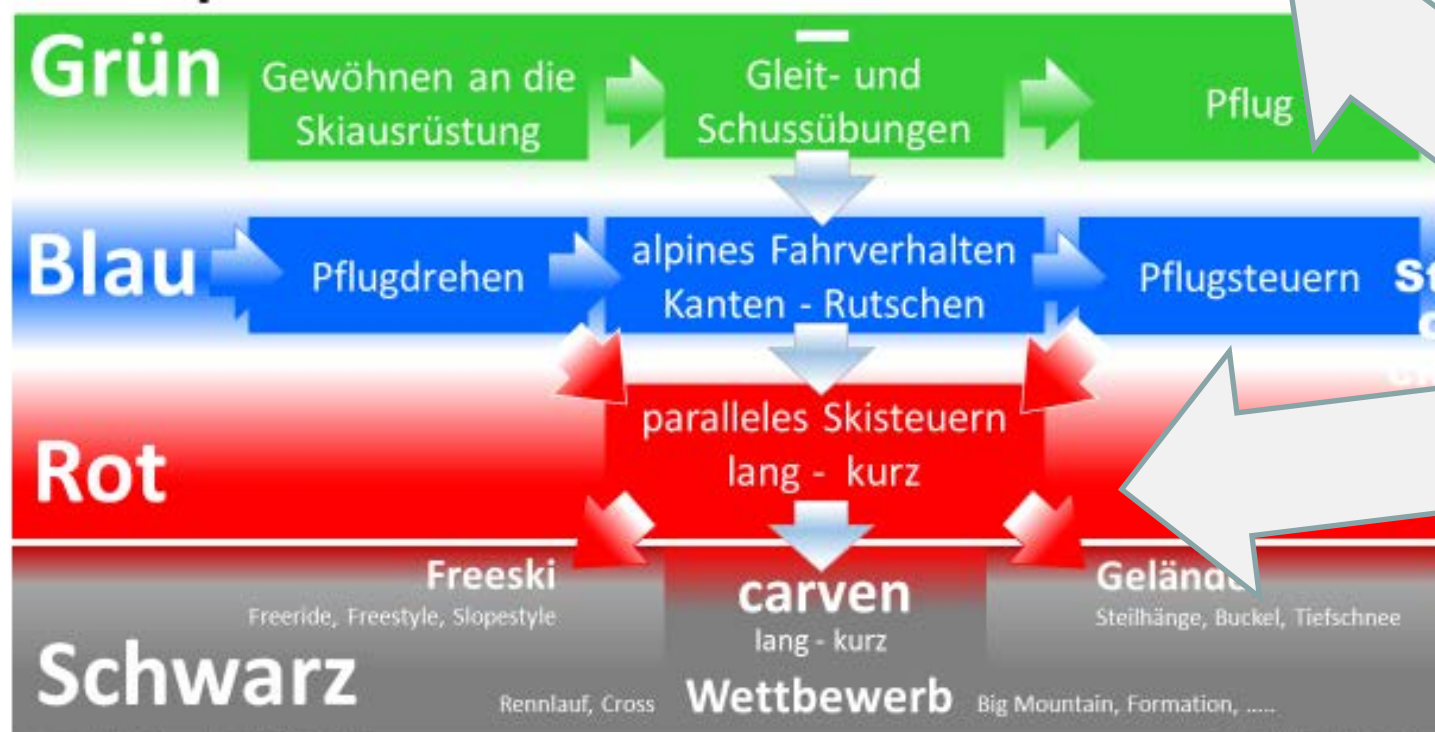 Grün
Gewöhnen an die
Skiausrüstung
Gleit- und
Schussübungen
Pflug
Blau
Pflugdrehen
alpines Fahrverhalten
Kanten - Rutschen
Pflugsteuern
Rot
paralleles Skisteuern
lang - kurz
Schwarz
Freeski
Freeride, Freestyle, Slopestyle
carven
lang - kurz
Steilhänge, Buckel, Tiefschnee
Rennlauf, Cross
Wettbewerb
Big Mountain, Formation, .....